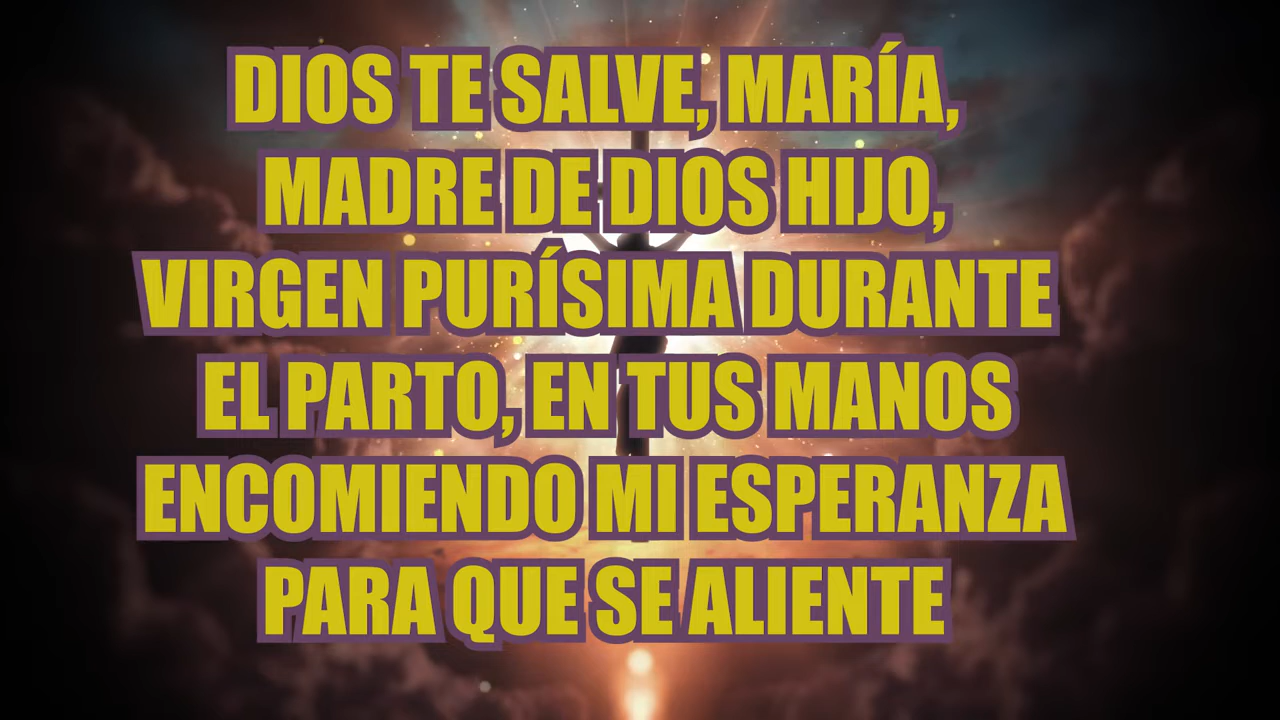 DIOS TE SALVE, MARÍA,
MADRE DE DIOS HIJO,
VIRGEN PURÍSIMA DURANTE
EL PARTO, EN TUS MANOS
ENCOMIENDO MI ESPERANZA
PARA QUE SE ALIENTE